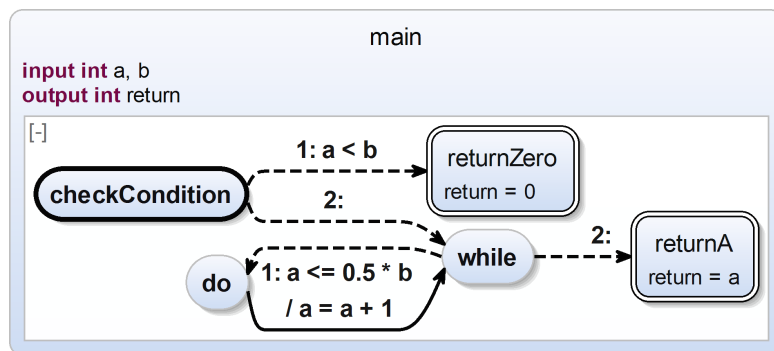 main
input int a, b
output int return
[-]
1: a < b
returnZero
return = 0
checkCondition
2:
while
2:
returnA
return = a
do
1: a <= 0.5 * b
/ a = a + 1